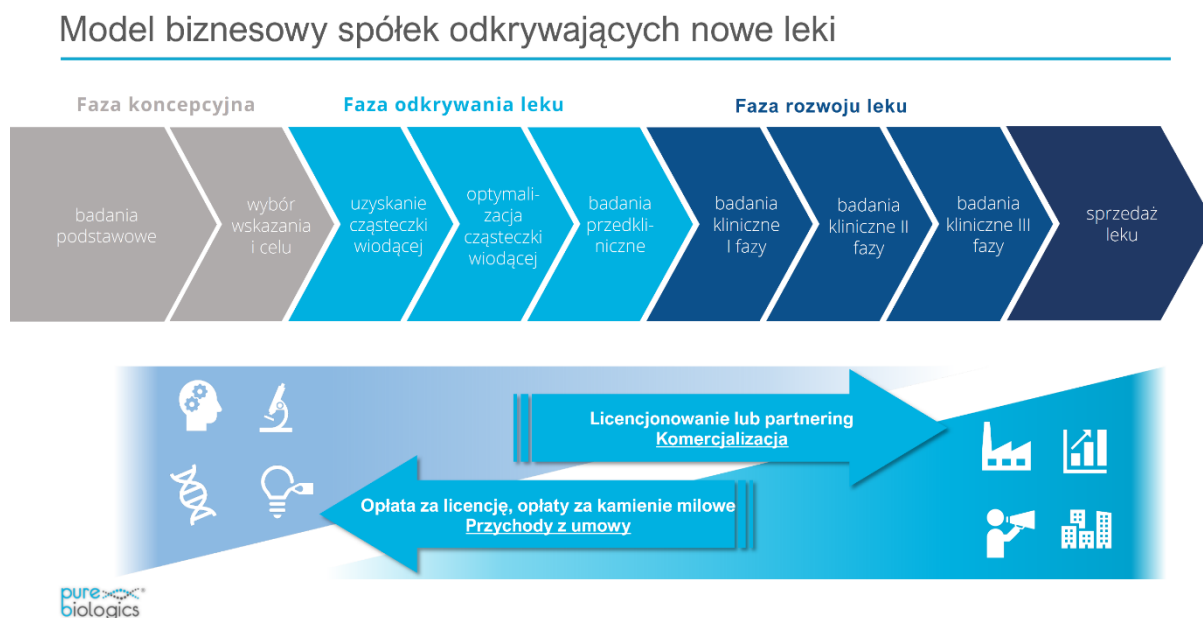 Model biznesowy spółek odkrywających nowe leki
Faza koncepcyjna
Faza odkrywania leku
Faza rozwoju leku
badania
podstawowe
wybór
wskazania
i celu
uzyskanie
cząsteczki
wiodącej
optymali-
zacja
cząsteczki
wiodącej
badania
przedkli-
niczne
badania
kliniczne
I fazy
badania
kliniczne II
fazy
badania
kliniczne III
fazy
sprzedaż
leku
Licencjonowanie lub partnering
Komercjalizacja
Opłata za licencję, opłaty za kamienie milowe
Przychody z umowy
pure
biologics